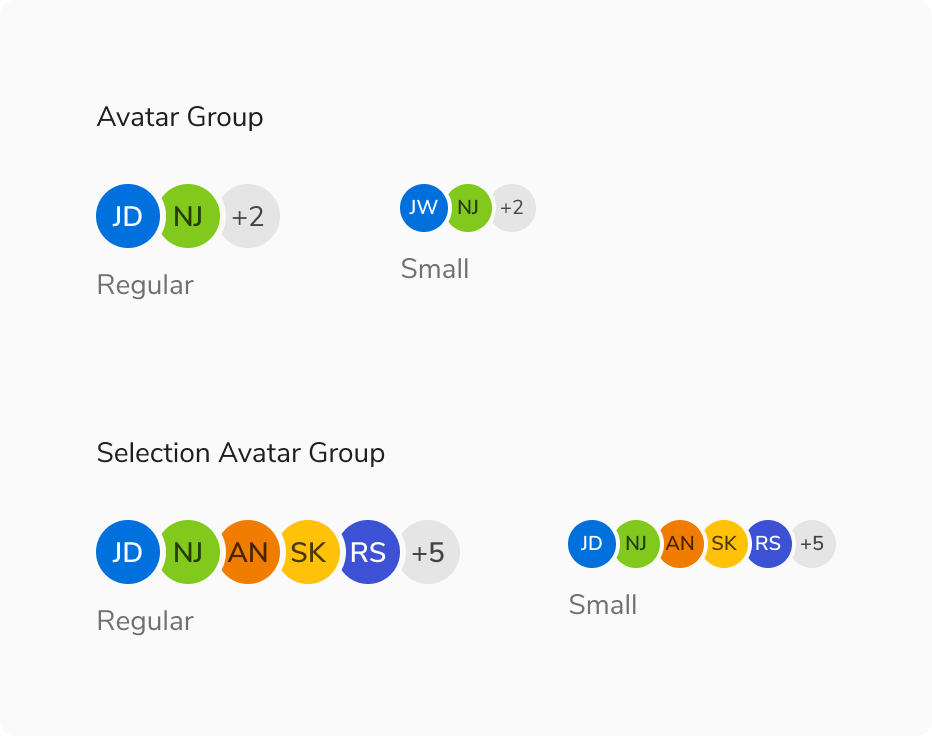 Avatar Group
JD NJ +2
Regular
JW NJ +2
Small
Selection Avatar Group
JD NJ AN SK RS +5
Regular
JD NJ AN SK RS +5
Small